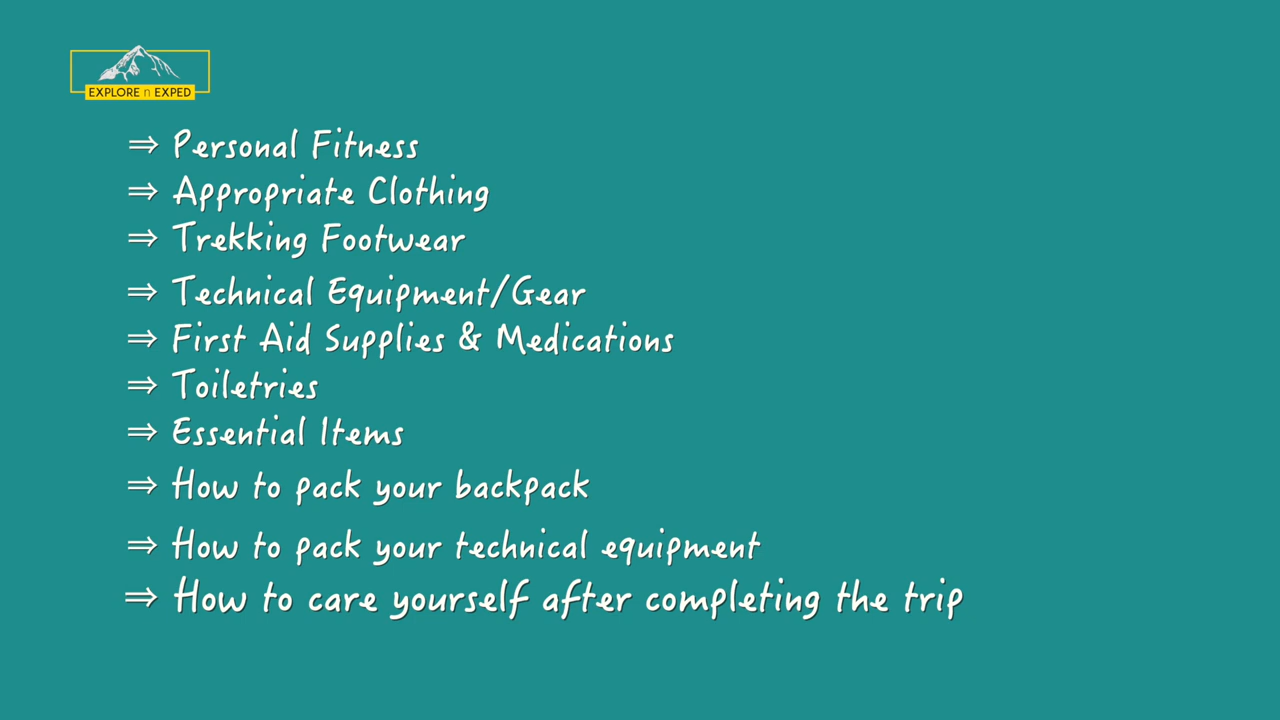 EXPLORE n EXPED
⇒ Personal Fitness
⇒ Appropriate Clothing
⇒ Trekking Footwear
⇒ Technical Equipment/Gear
⇒ First Aid Supplies & Medications
⇒ Toiletries
⇒ Essential Items
⇒ How to pack your backpack
⇒ How to pack your technical equipment
⇒ How to care yourself after completing the trip